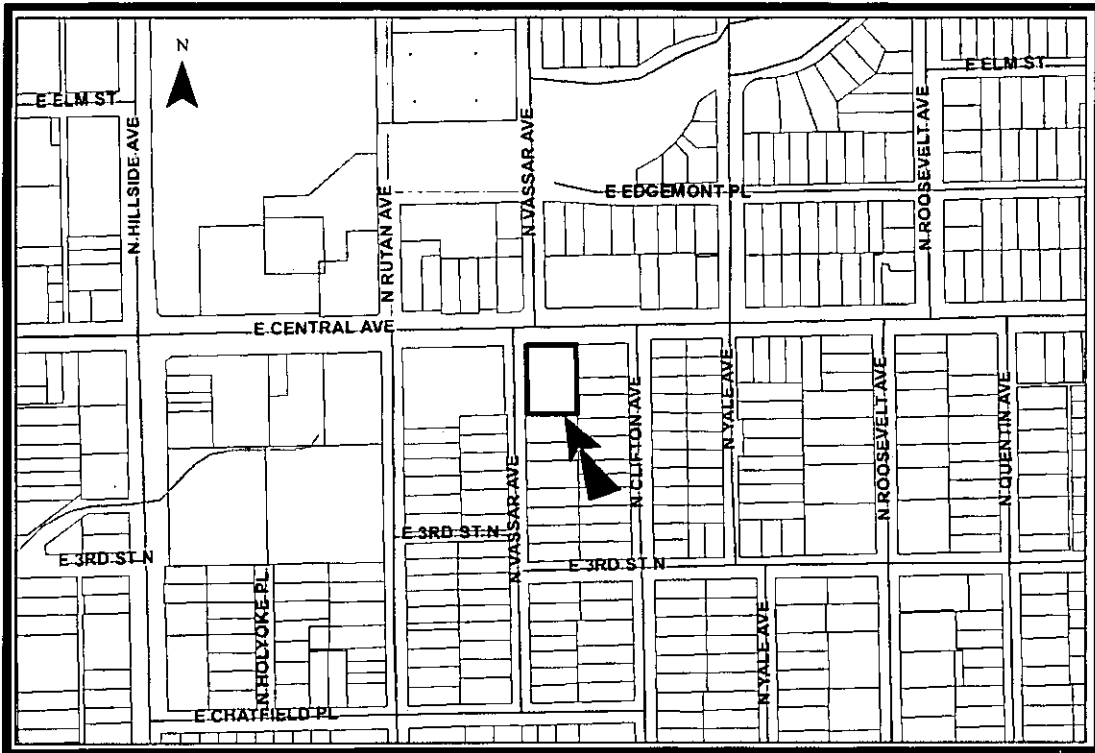 N
E ELM ST
E ELM ST
N HILLSIDE AVE
N RUTAN AVE
N VASSAR AVE
N ROOSEVELT AVE
E EDGEMONT PL
E CENTRAL AVE
N VASSAR AVE
N CLIFTON AVE
N YALE AVE
N ROOSEVELT AVE
N QUENTIN AVE
E 3RD ST N
E 3RD ST N
E 3RD ST N
N HOLYOKE PL
N YALE AVE
E CHATFIELD PL